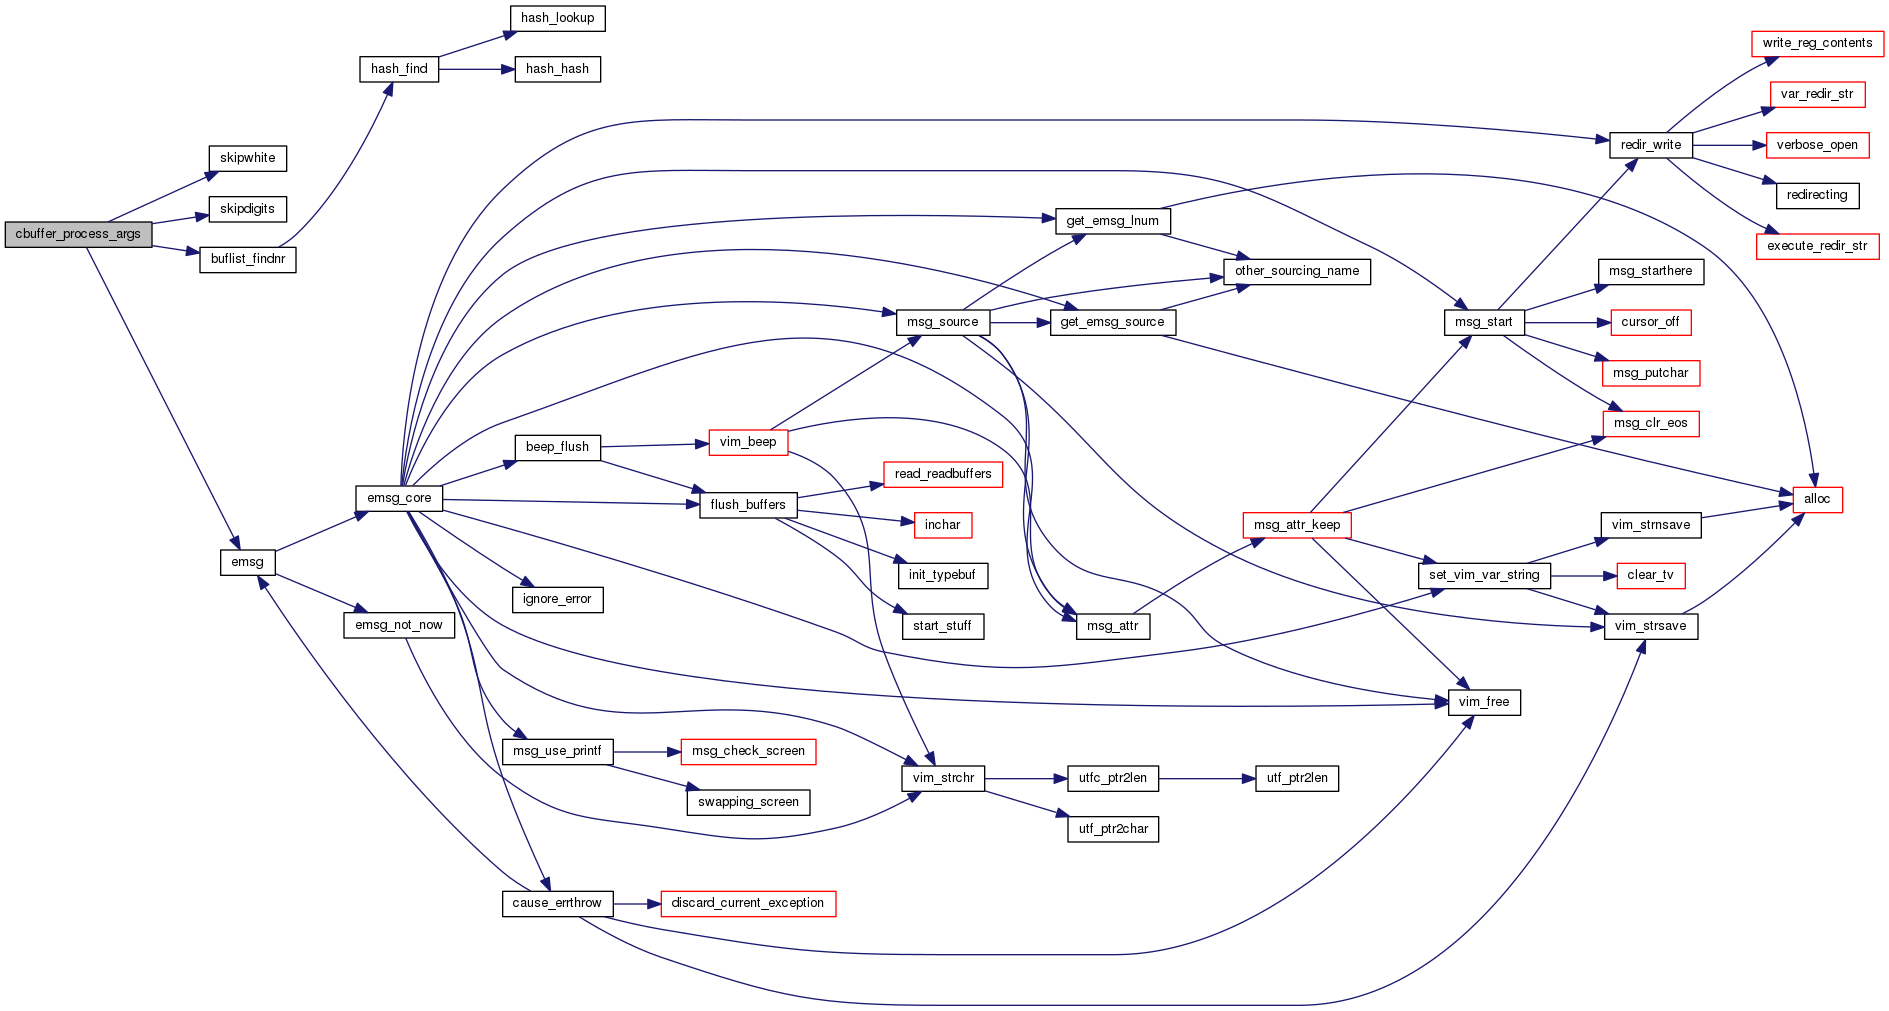 hash_lookup
write_reg_contents
hash_find
hash_hash
var_redir_str
redir_write
verbose_open
skipwhite
redirecting
skipdigits
get_emsg_lnum
cbuffer_process_args
execute_redir_str
buflist_findnr
other_sourcing_name
msg_starthere
msg_source
get_emsg_source
msg_start
cursor_off
msg_putchar
msg_clr_eos
beep_flush
vim_beep
read_readbuffers
emsg_core
flush_buffers
alloc
inchar
msg_attr_keep
vim_strnsave
emsg
init_typebuf
set_vim_var_string
clear_tv
ignore_error
emsg_not_now
start_stuff
msg_attr
vim_strsave
vim_free
msg_use_printf
msg_check_screen
vim_strchr
utfc_ptr2len
utf_ptr2len
swapping_screen
utf_ptr2char
cause_errthrow
discard_current_exception